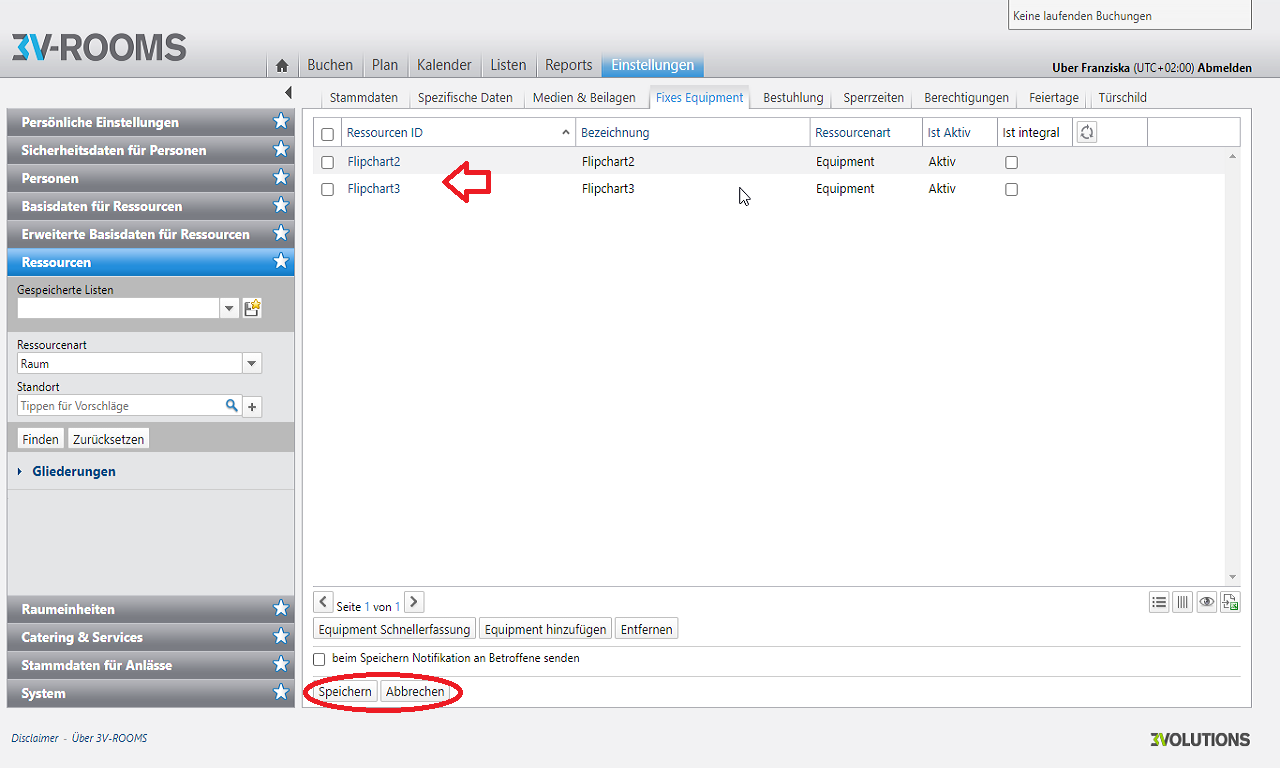 Keine laufenden Buchungen
3V-ROOMS
Buchen Plan Kalender Listen Reports Einstellungen
Uber Franziska (UTC+02:00) Abmelden
Stammdaten Spezifische Daten Medien & Beilagen Fixes Equipment Bestuhlung Sperrzeiten Berechtigungen Feiertage Türschild
Persönliche Einstellungen
Sicherheitsdaten für Personen
Personen
Basisdaten für Ressourcen
Erweiterte Basisdaten für Ressourcen
Ressourcen
Gespeicherte Listen
Ressourcenart
Raum
Standort
Tippen für Vorschläge
Finden Zurücksetzen
Gliederungen
Raumeinheiten
Catering & Services
Stammdaten für Anlässe
System
Ressourcen ID Bezeichnung Ressourcenart Ist Aktiv Ist integral
Flipchart2 Flipchart2 Equipment Aktiv
Flipchart3 Flipchart3 Equipment Aktiv
Seite 1 von 1
Equipment Schnellerfassung Equipment hinzufügen Entfernen
beim Speichern Notifikation an Betroffene senden
Speichern Abbrechen
Disclaimer - Über 3V-ROOMS
3VOLUTIONS